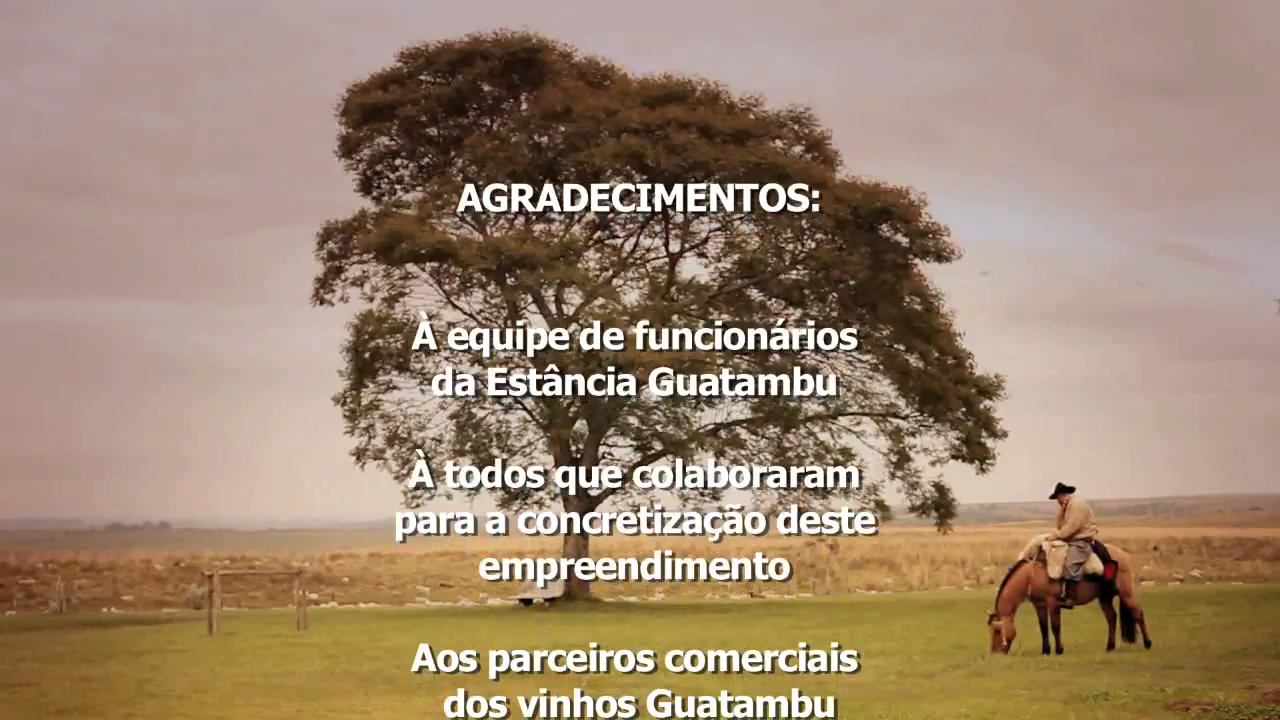 AGRADECIMENTOS:
À equipe de funcionários
da Estância Guatambu
À todos que colaboraram
para a concretização deste
empreendimento
Aos parceiros comerciais
dos vinhos Guatambu